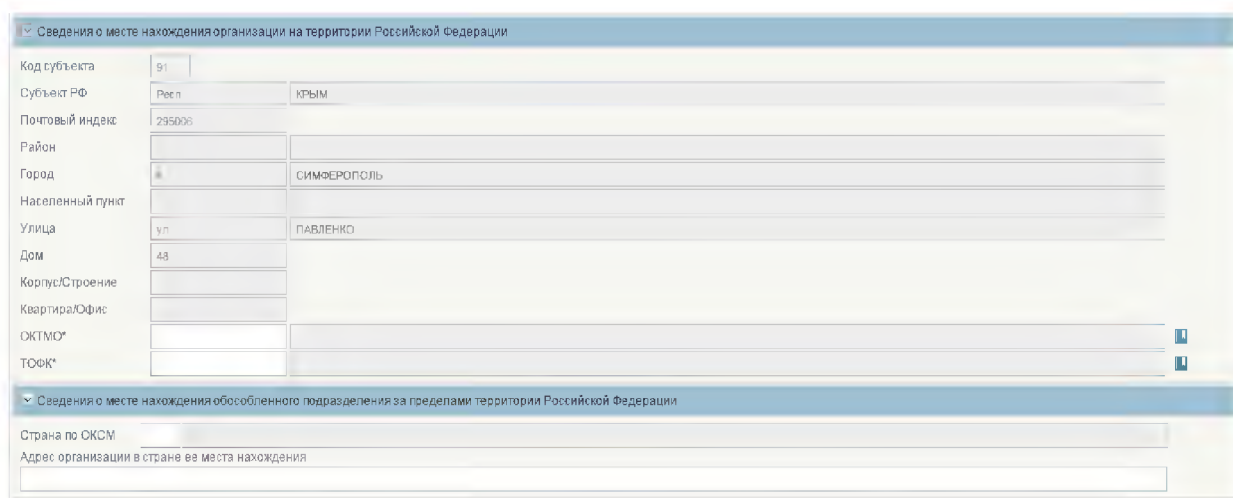 Сведения о месте нахождения организации на территории Российской Федерации
Код субъекта 91
Субъект РФ Респ КРЫМ
Почтовый индекс 295006
Район
Город СИМФЕРОПОЛЬ
Населенный пункт
Улица ул ПАВЛЕНКО
Дом 48
Корпус/Строение
Квартира/Офис
ОКТМО*
ТОФК*
Сведения о месте нахождения обособленного подразделения за пределами территории Российской Федерации
Страна по ОКСМ
Адрес организации в стране ее места нахождения